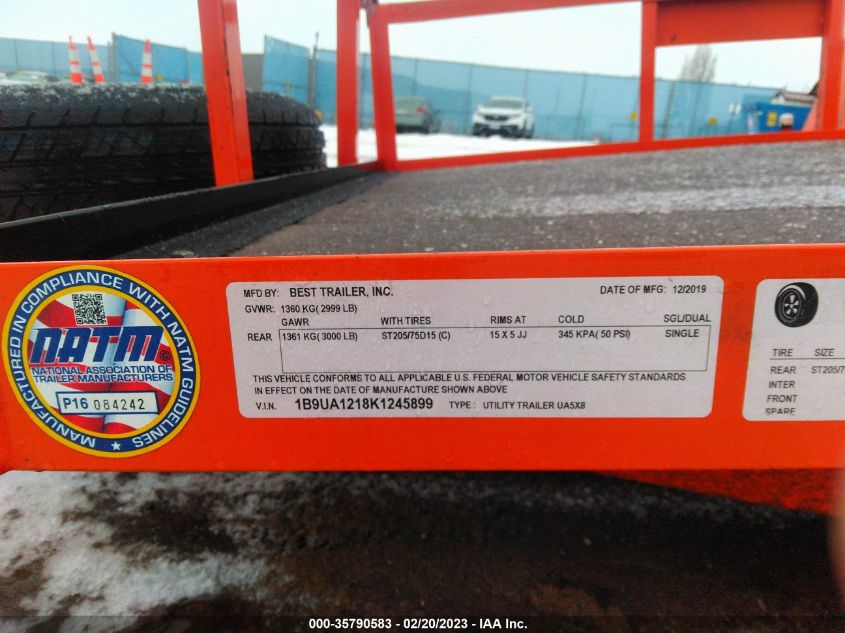 MANUFACTURED IN COMPLIANCE WITH NATM GUIDELINES
NATM
©
NATIONAL ASSOCIATION OF
TRAILER MANUFACTURERS
P16 084242
MFD BY: BEST TRAILER, INC. DATE OF MFG: 12/2019
GVWR: 1360 KG( 2999 LB)
GAWR WITH TIRES RIMS AT COLD SGL/DUAL
REAR 1361 KG( 3000 LB) ST205/75D15 (C) 15 X 5 JJ 345 KPA( 50 PSI) SINGLE
THIS VEHICLE CONFORMS TO ALL APPLICABLE U.S. FEDERAL MOTOR VEHICLE SAFETY STANDARDS
IN EFFECT ON THE DATE OF MANUFACTURE SHOWN ABOVE
V.I.N. 1B9UA1218K1245899 TYPE : UTILITY TRAILER UA5X8
TIRE SIZE
REAR ST205/7
INTER
FRONT
SPARE
000-35790583 - 02/20/2023 - IAA Inc.